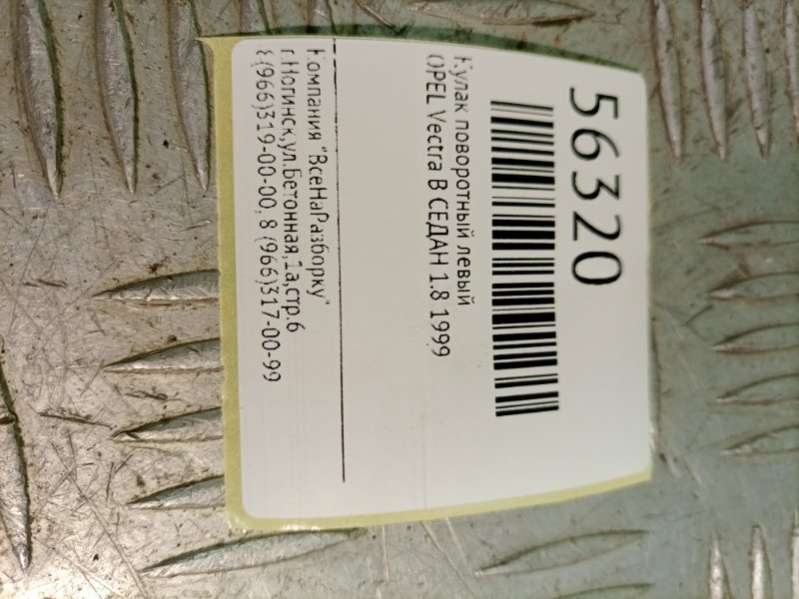 56320
Кулак поворотный левый
OPEL Vectra B СЕДАН 1.8 1999
Компания "ВсеНаРазборку"
г.Ногинск,ул.Бетонная,1а,стр.6
8(966)319-00-00, 8 (966)317-00-99